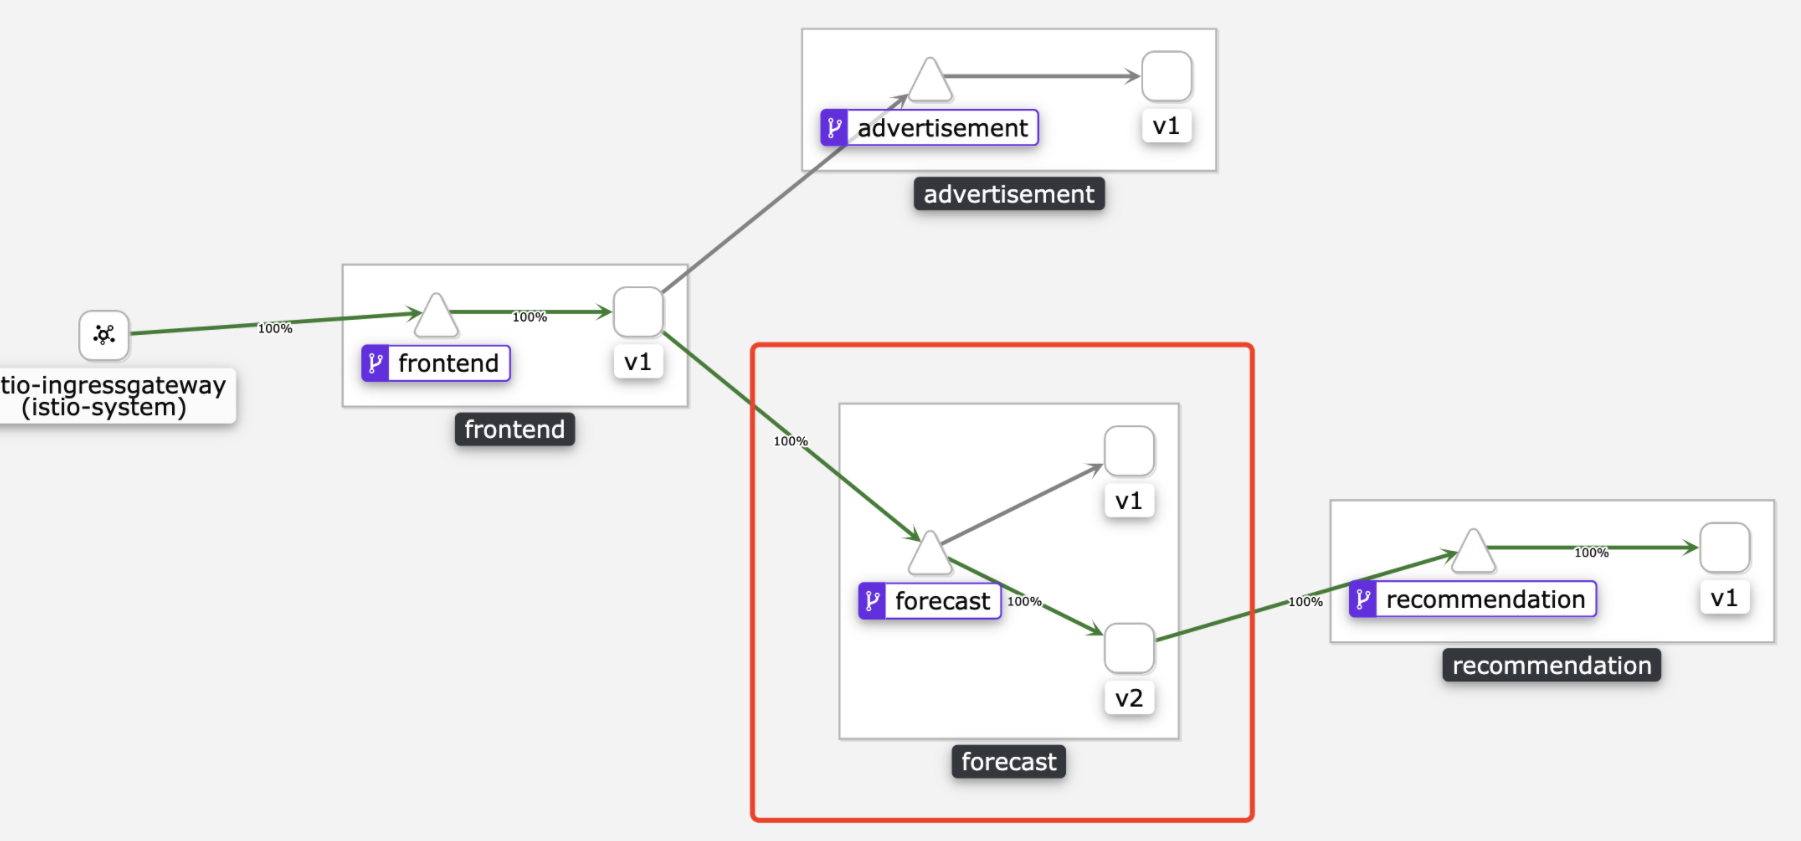 advertisement
v1
advertisement
100%
100%
frontend
v1
tio-ingressgateway
(istio-system)
frontend
100%
v1
forecast
100%
v2
forecast
100%
100%
recommendation
v1
recommendation